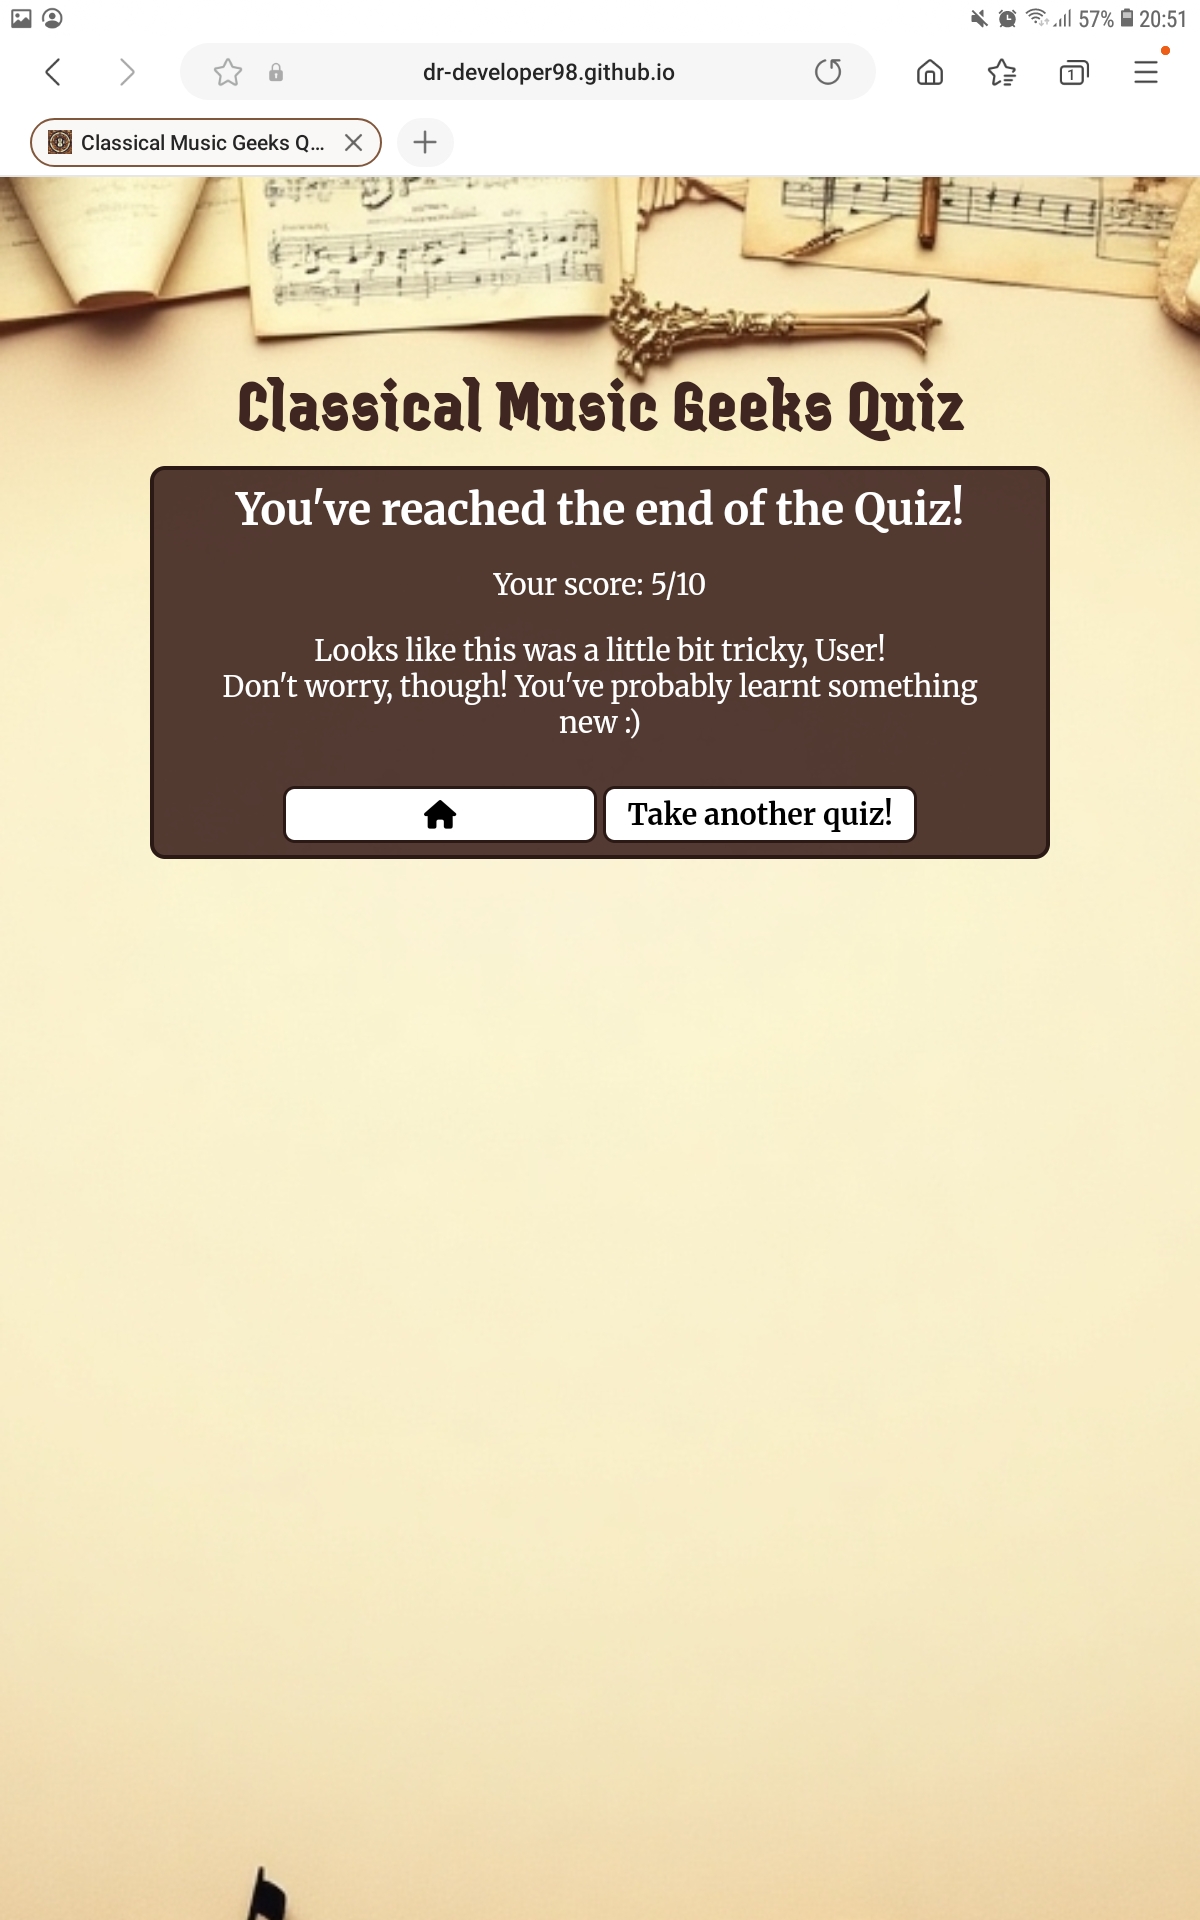 57% 20:51
dr-developer98.github.io
1
Classical Music Geeks Q...
Classical Music Geeks Quiz
You've reached the end of the Quiz!
Your score: 5/10
Looks like this was a little bit tricky, User!
Don't worry, though! You've probably learnt something
new :)
Take another quiz!